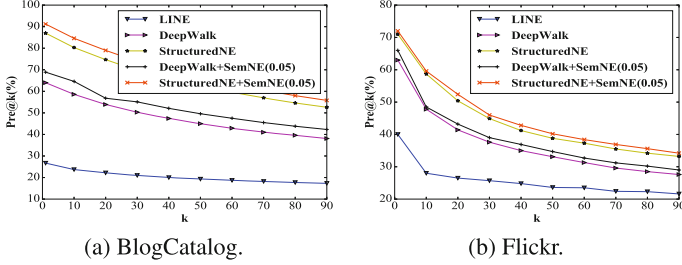 100
90
80
70
60
50
40
30
20
10
Pre@k(%)
0 10 20 30 40 50 60 70 80 90
k
LINE
DeepWalk
StructuredNE
DeepWalk+SemNE(0.05)
StructuredNE+SemNE(0.05)
(a) BlogCatalog.
80
70
60
50
40
30
20
Pre@k(%)
0 10 20 30 40 50 60 70 80 90
k
LINE
DeepWalk
StructuredNE
DeepWalk+SemNE(0.05)
StructuredNE+SemNE(0.05)
(b) Flickr.